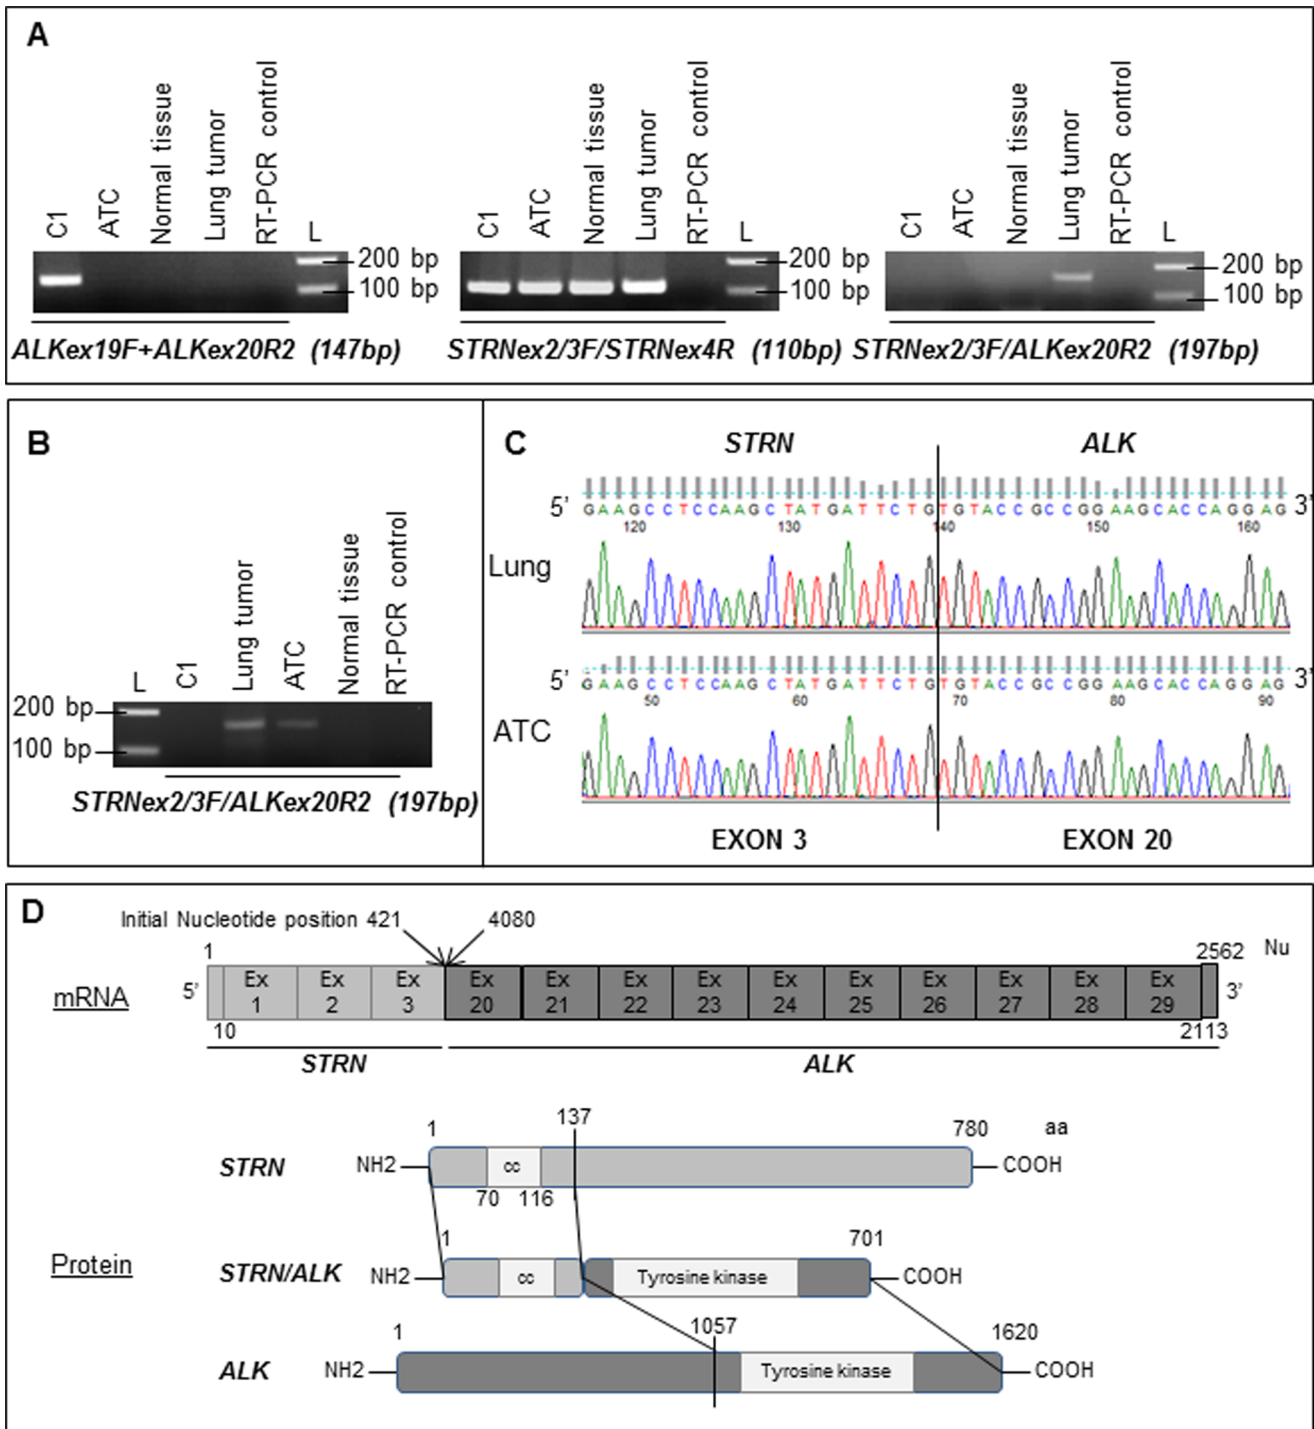 A
C1 ATC Normal tissue Lung tumor RT-PCR control L
200 bp
100 bp
ALKex19F+ALKex20R2 (147bp)
C1 ATC Normal tissue Lung tumor RT-PCR control L
200 bp
100 bp
STRNex2/3F/STRNex4R (110bp)
C1 ATC Normal tissue Lung tumor RT-PCR control L
200 bp
100 bp
STRNex2/3F/ALKex20R2 (197bp)
B
L C1 Lung tumor ATC Normal tissue RT-PCR control
200 bp
100 bp
STRNex2/3F/ALKex20R2 (197bp)
C
STRN ALK
5' GAAGCCTCCAAGCTATGATTCTGTGTACCGCCGGAAGCACCAGGAG 3'
120 130 140 150 160
Lung
5' GAAGCCTCCAAGCTATGATTCTGTGTACCGCCGGAAGCACCAGGAG 3'
50 60 70 80 90
ATC
EXON 3 EXON 20
D
Initial Nucleotide position 421 4080
1 2562 Nu
mRNA 5' Ex 1 Ex 2 Ex 3 Ex 20 Ex 21 Ex 22 Ex 23 Ex 24 Ex 25 Ex 26 Ex 27 Ex 28 Ex 29 3'
10 2113
STRN ALK
1 137 780 aa
STRN NH2 cc COOH
70 116
1 701
Protein
STRN/ALK NH2 cc Tyrosine kinase COOH
1 1057 1620
ALK NH2 Tyrosine kinase COOH